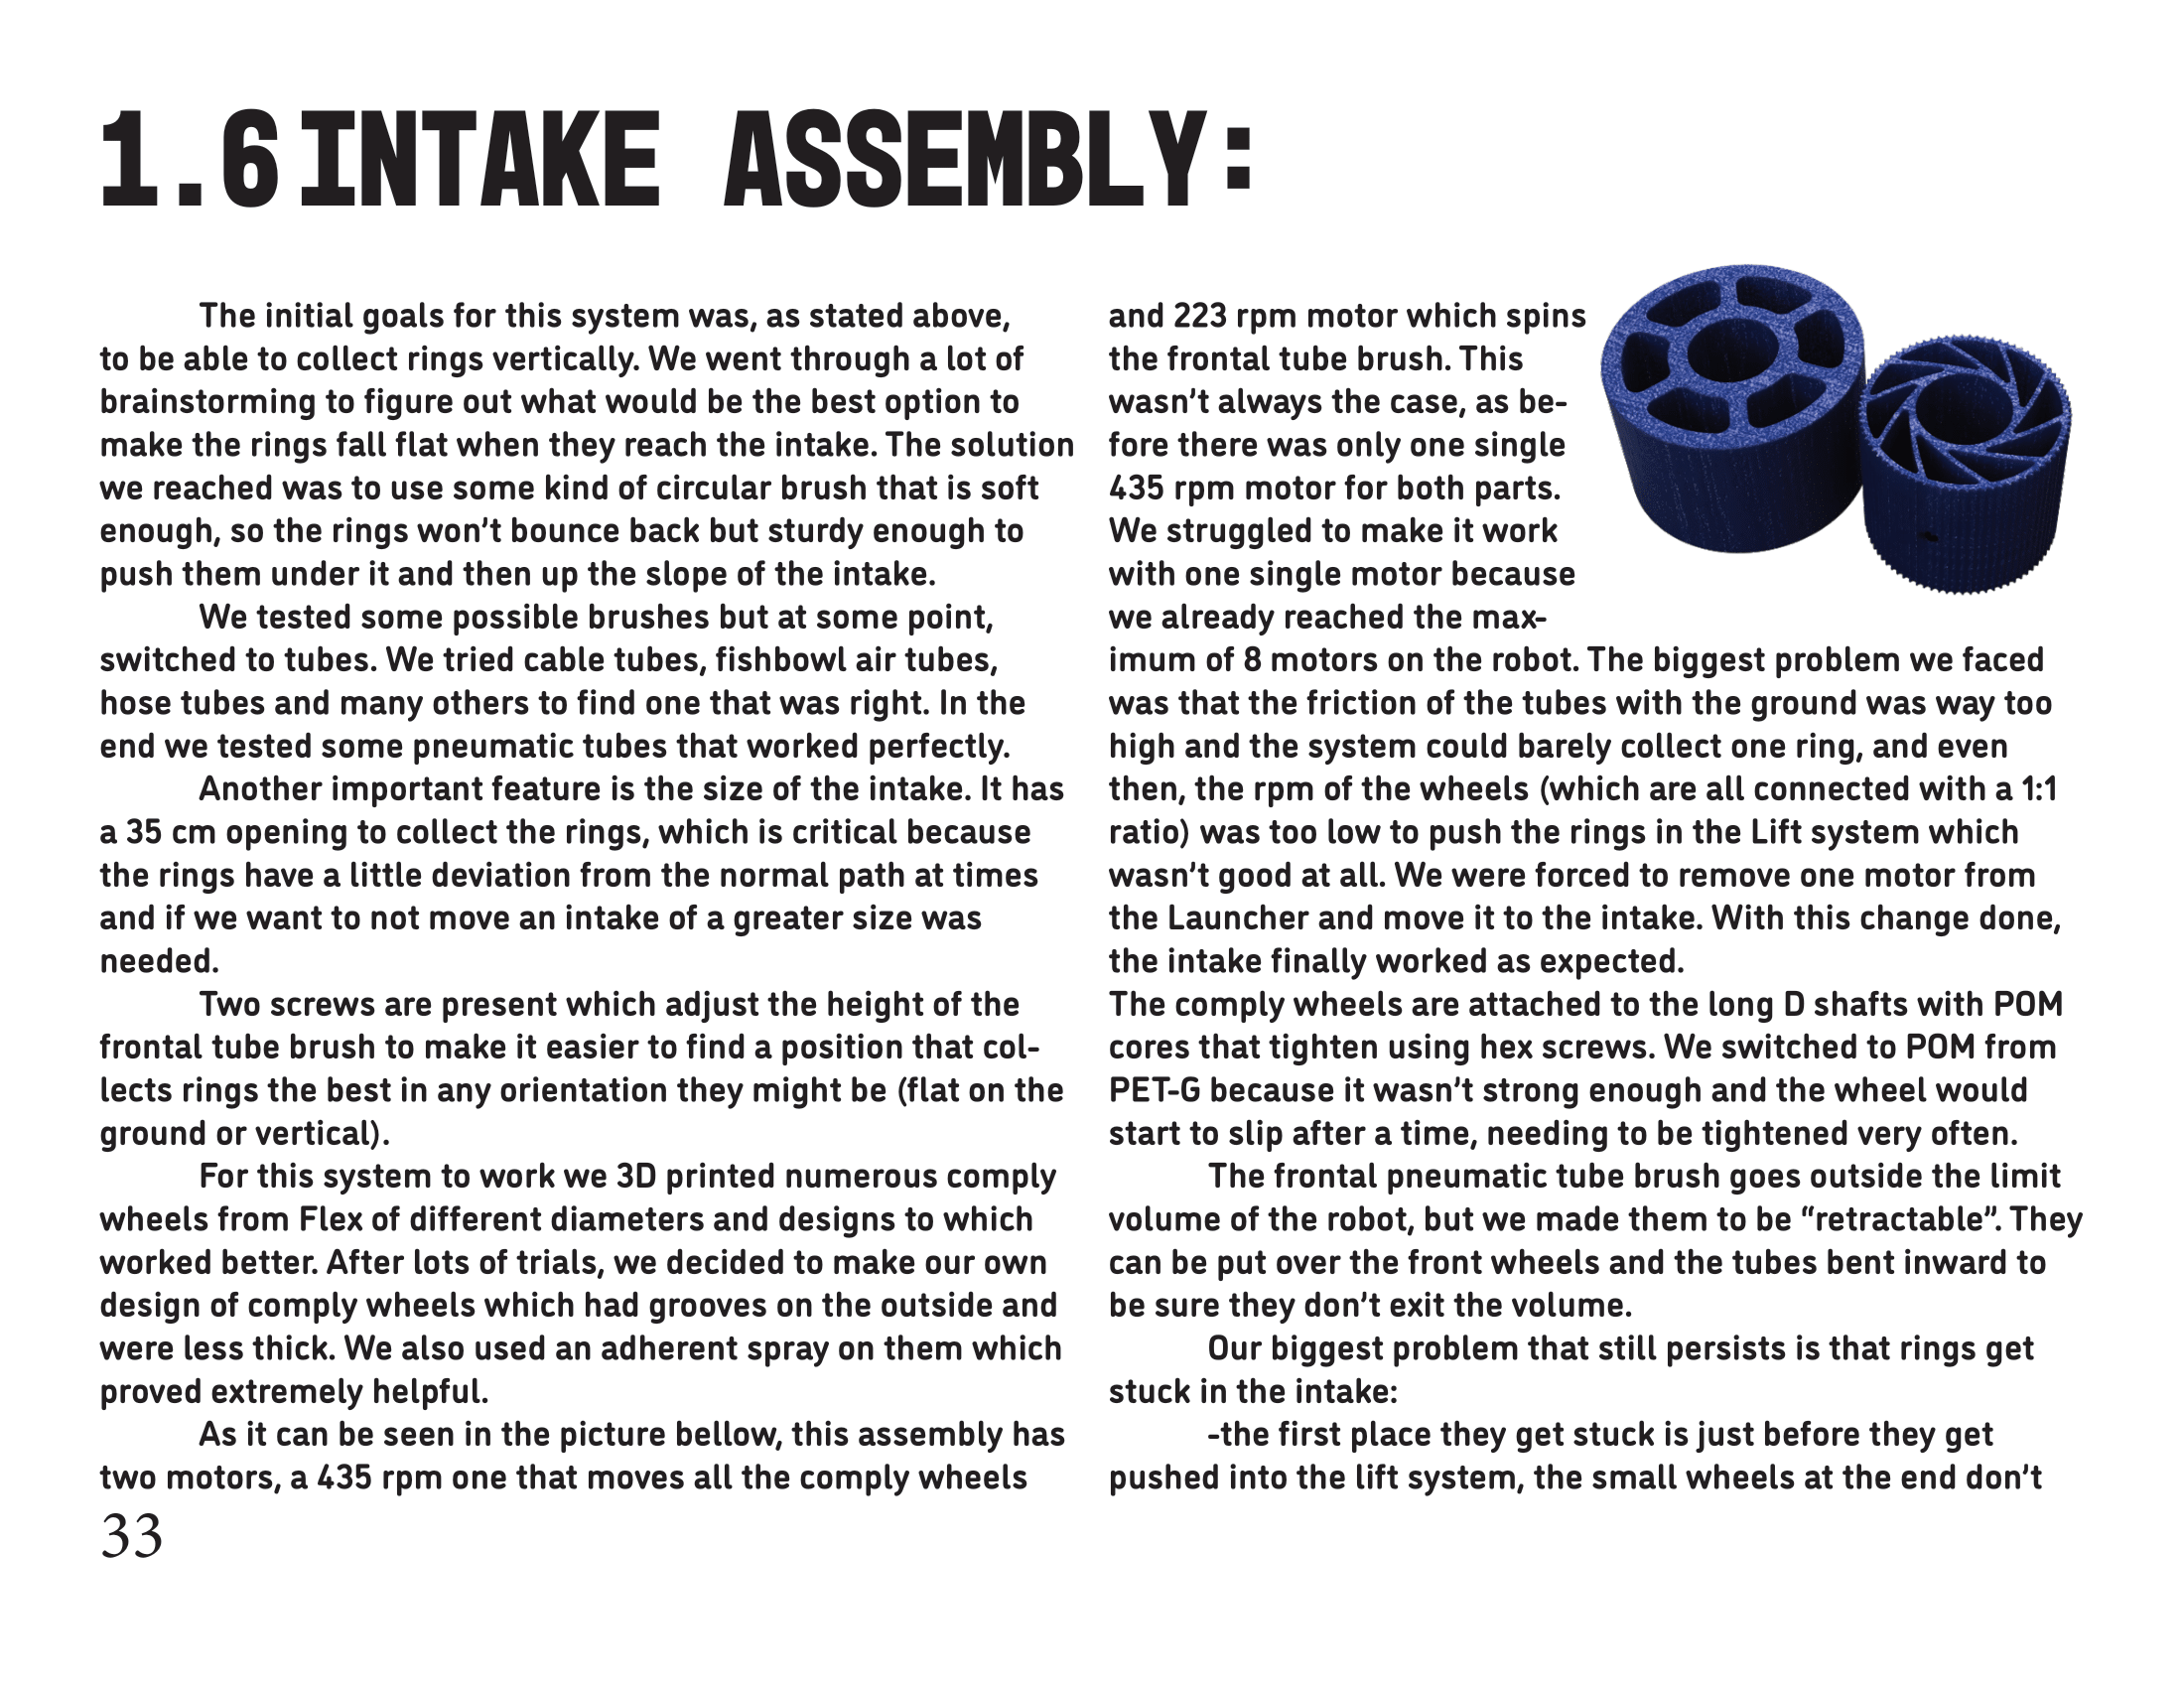 1.6 INTAKE ASSEMBLY:
The initial goals for this system was, as stated above,
to be able to collect rings vertically. We went through a lot of
brainstorming to figure out what would be the best option to
make the rings fall flat when they reach the intake. The solution
we reached was to use some kind of circular brush that is soft
enough, so the rings won't bounce back but sturdy enough to
push them under it and then up the slope of the intake.
We tested some possible brushes but at some point,
switched to tubes. We tried cable tubes, fishbowl air tubes,
hose tubes and many others to find one that was right. In the
end we tested some pneumatic tubes that worked perfectly.
Another important feature is the size of the intake. It has
a 35 cm opening to collect the rings, which is critical because
the rings have a little deviation from the normal path at times
and if we want to not move an intake of a greater size was
needed.
Two screws are present which adjust the height of the
frontal tube brush to make it easier to find a position that col-
lects rings the best in any orientation they might be (flat on the
ground or vertical).
For this system to work we 3D printed numerous comply
wheels from Flex of different diameters and designs to which
worked better. After lots of trials, we decided to make our own
design of comply wheels which had grooves on the outside and
were less thick. We also used an adherent spray on them which
proved extremely helpful.
As it can be seen in the picture bellow, this assembly has
two motors, a 435 rpm one that moves all the comply wheels
and 223 rpm motor which spins
the frontal tube brush. This
wasn't always the case, as be-
fore there was only one single
435 rpm motor for both parts.
We struggled to make it work
with one single motor because
we already reached the max-
imum of 8 motors on the robot. The biggest problem we faced
was that the friction of the tubes with the ground was way too
high and the system could barely collect one ring, and even
then, the rpm of the wheels (which are all connected with a 1:1
ratio) was too low to push the rings in the Lift system which
wasn't good at all. We were forced to remove one motor from
the Launcher and move it to the intake. With this change done,
the intake finally worked as expected.
The comply wheels are attached to the long D shafts with POM
cores that tighten using hex screws. We switched to POM from
PET-G because it wasn't strong enough and the wheel would
start to slip after a time, needing to be tightened very often.
The frontal pneumatic tube brush goes outside the limit
volume of the robot, but we made them to be “retractable”. They
can be put over the front wheels and the tubes bent inward to
be sure they don't exit the volume.
Our biggest problem that still persists is that rings get
stuck in the intake:
-the first place they get stuck is just before they get
pushed into the lift system, the small wheels at the end don't
33